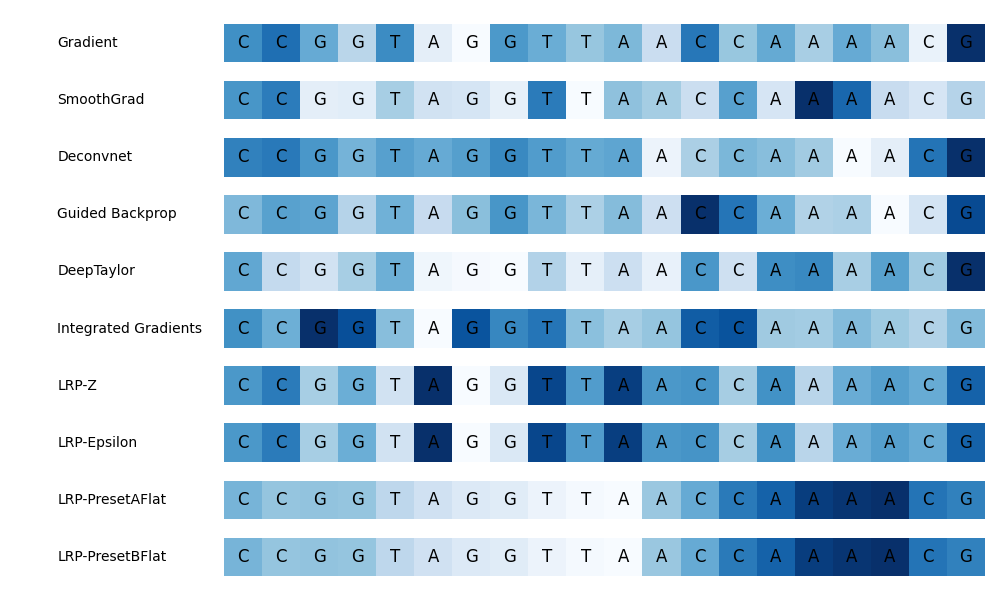 Gradient C C G G T A G G T T A A C C A A A A C G
SmoothGrad C C G G T A G G T T A A C C A A A A C G
Deconvnet C C G G T A G G T T A A C C A A A A C G
Guided Backprop C C G G T A G G T T A A C C A A A A C G
DeepTaylor C C G G T A G G T T A A C C A A A A C G
Integrated Gradients C C G G T A G G T T A A C C A A A A C G
LRP-Z C C G G T A G G T T A A C C A A A A C G
LRP-Epsilon C C G G T A G G T T A A C C A A A A C G
LRP-PresetAFlat C C G G T A G G T T A A C C A A A A C G
LRP-PresetBFlat C C G G T A G G T T A A C C A A A A C G